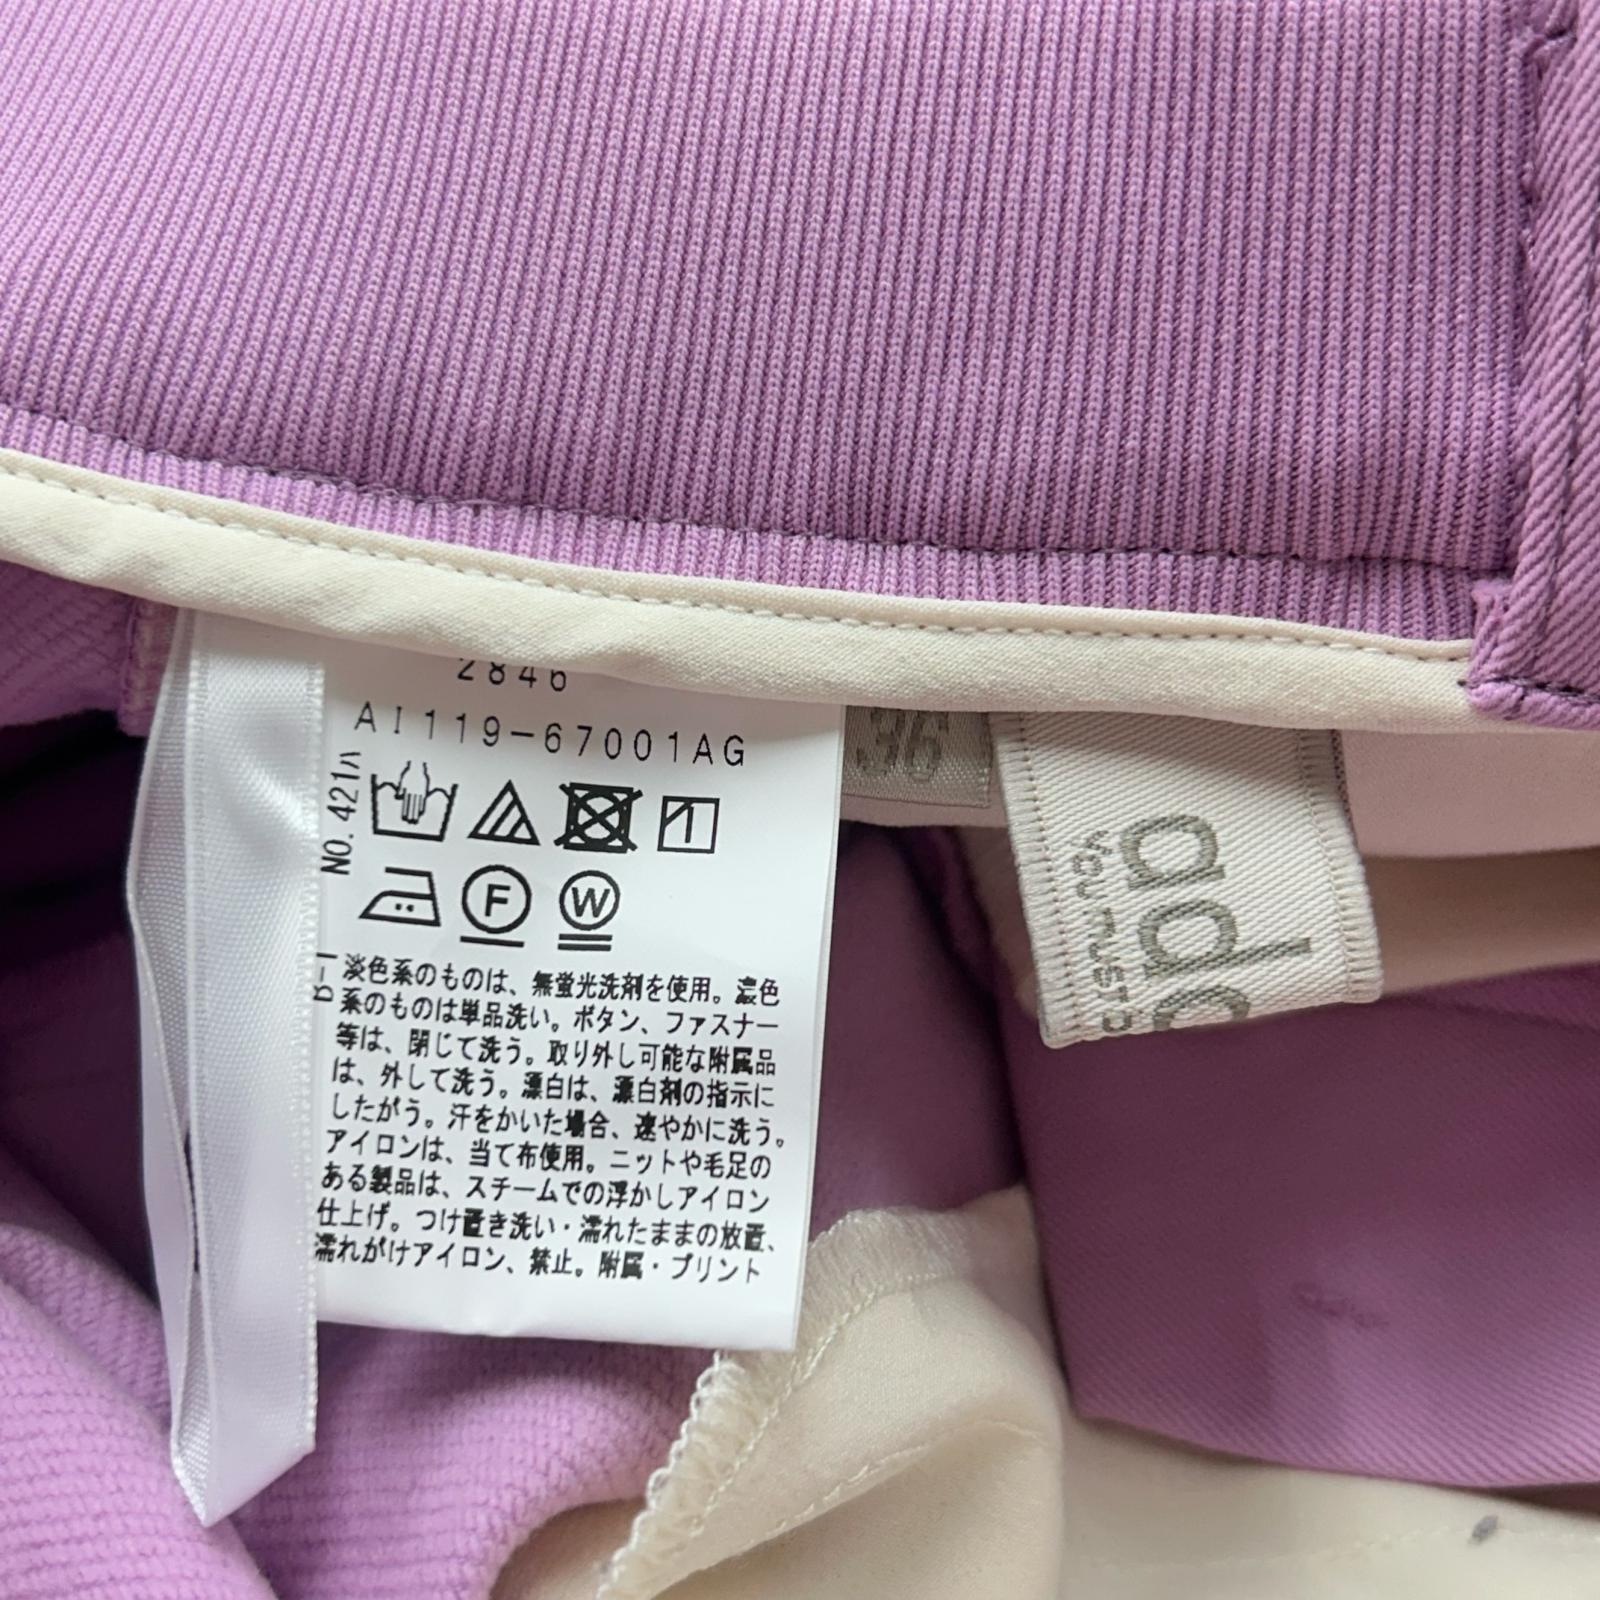 2846
AI119-67001AG
NO.421ハ
F
W
D-1
淡色系のものは、無蛍光洗剤を使用。濃色
系のものは単品洗い。ボタン、ファスナー
等は、閉じて洗う。取り外し可能な附属品
は、外して洗う。漂白は、漂白剤の指示に
したがう。汗をかいた場合、速やかに洗う。
アイロンは、当て布使用。ニットや毛足の
ある製品は、スチームでの浮かしアイロン
仕上げ。つけ置き洗い・濡れたままの放置、
濡れがけアイロン、禁止。附属・プリント
36